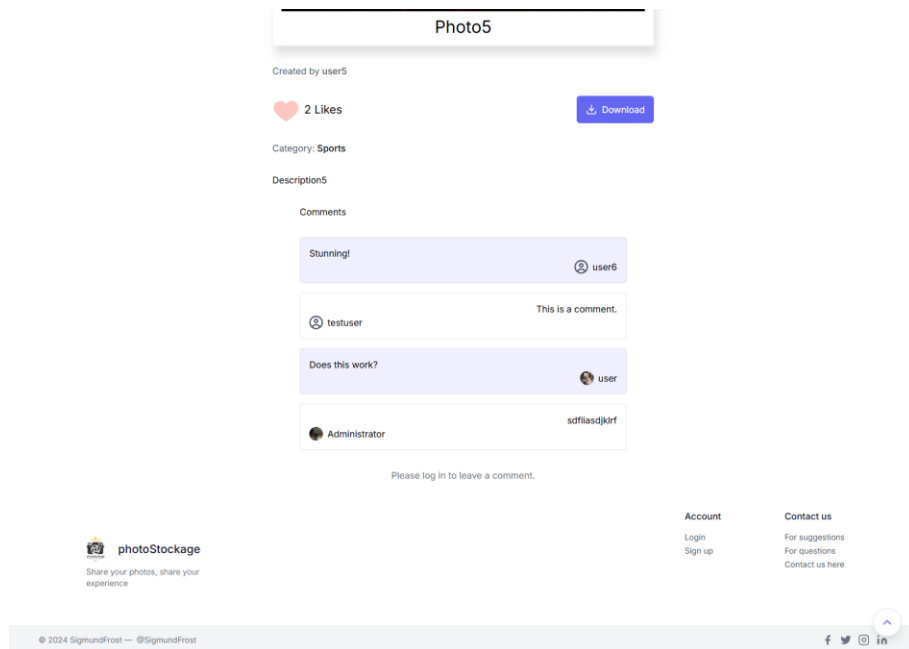 Photo5
Created by user5
2 Likes
Download
Category: Sports
Description5
Comments
Stunning!
user6
This is a comment.
testuser
Does this work?
user
sdfliasdjklrf
Administrator
Please log in to leave a comment.
photoStockage
Share your photos, share your
experience
Account
Login
Sign up
Contact us
For suggestions
For questions
Contact us here
© 2024 SigmundFrost — @SigmundFrost